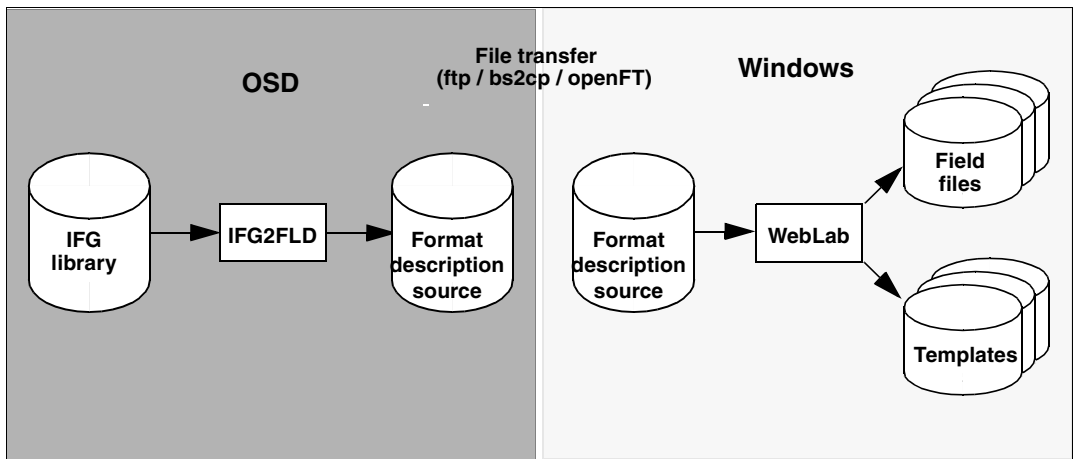 OSD
File transfer
(ftp / bs2cp / openFT)
Windows
IFG
library
IFG2FLD
Format
description
source
Format
description
source
WebLab
Field
files
Templates